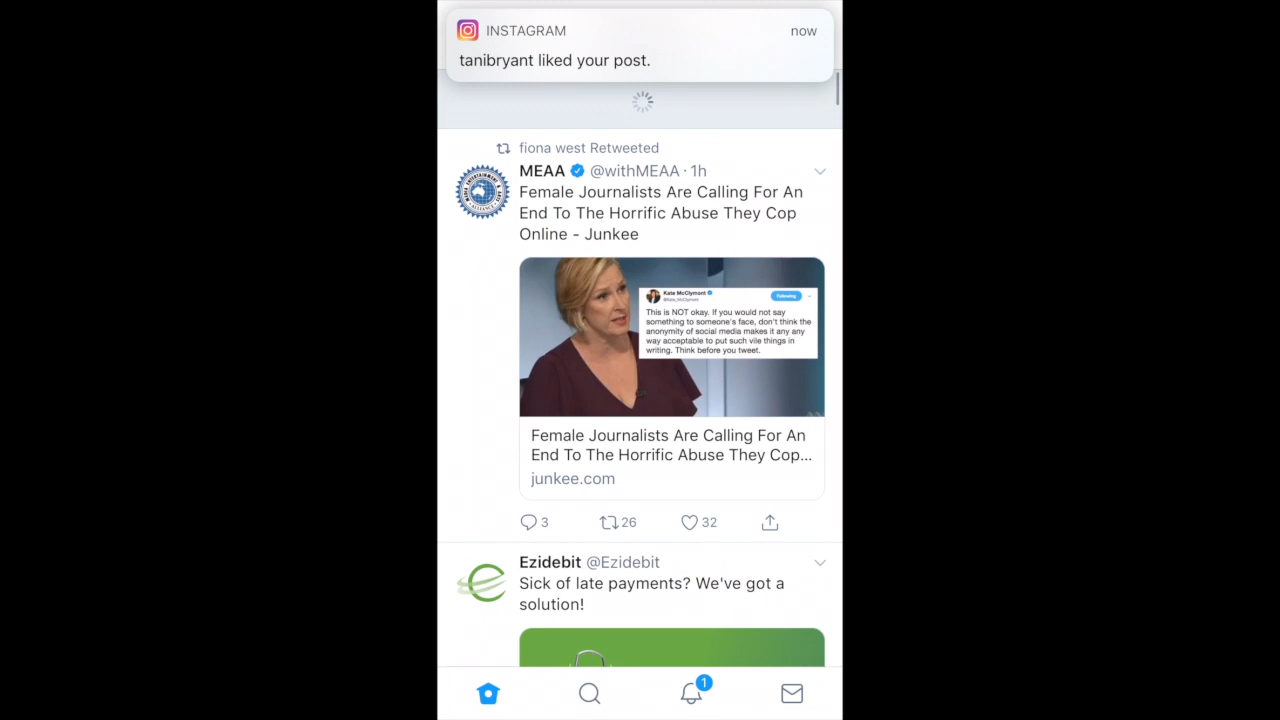 INSTAGRAM
now
tanibryant liked your post.
fiona west Retweeted
MEAA @withMEAA · 1h
Female Journalists Are Calling For An
End To The Horrific Abuse They Cop
Online - Junkee
Kate McClymont
Following
@Kate_McClymont
This is NOT okay. If you would not say
something to someone's face, don't think the
anonymity of social media makes it any any
way acceptable to put such vile things in
writing. Think before you tweet.
Female Journalists Are Calling For An
End To The Horrific Abuse They Cop...
junkee.com
3 26 32
Ezidebit @Ezidebit
Sick of late payments? We've got a
solution!
1